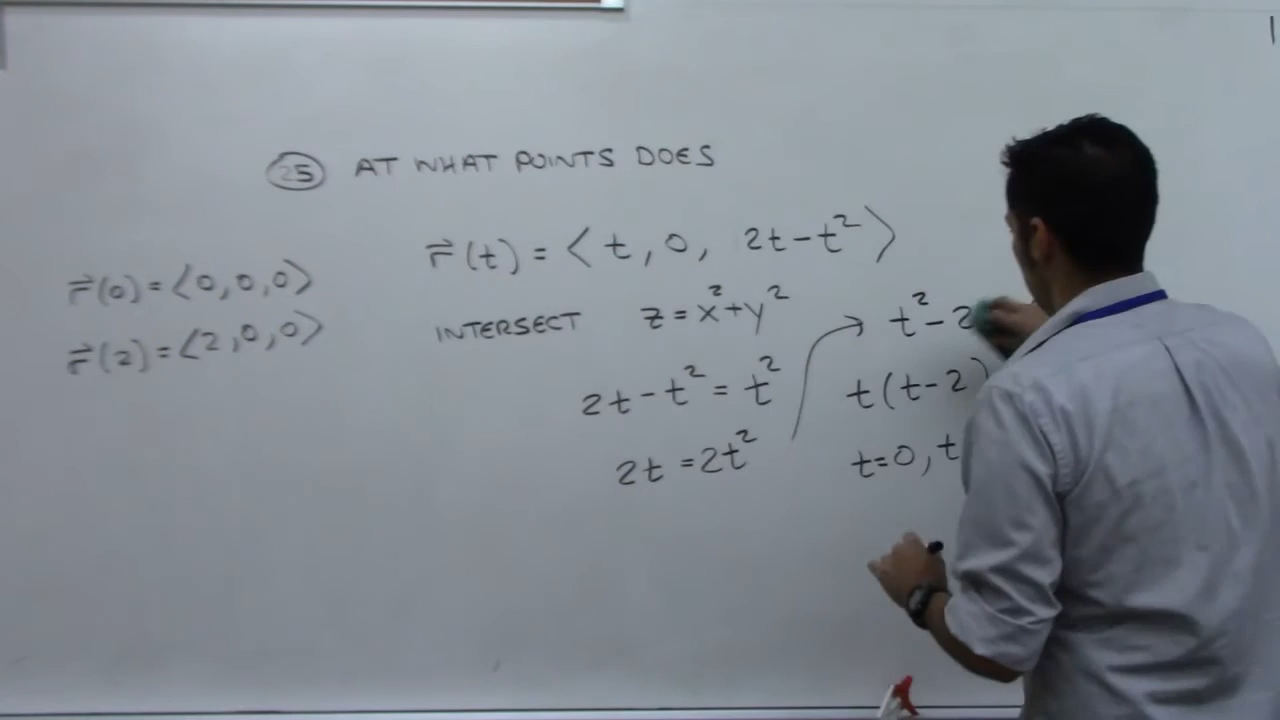 25 AT WHAT POINTS DOES
r⃗(t) = ⟨t, 0, 2t-t²⟩
INTERSECT z = x²+y²
2t-t² = t²
2t = 2t²
t²-2
t(t-2)
t=0, t
r⃗(0) = ⟨0, 0, 0⟩
r⃗(2) = ⟨2, 0, 0⟩